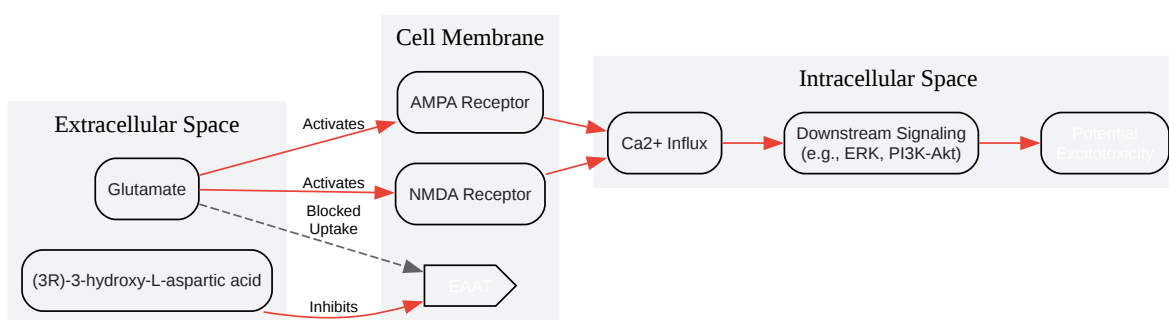 Cell Membrane
Intracellular Space
Extracellular Space
AMPA Receptor
Activates
Ca2+ Influx
Downstream Signaling
(e.g., ERK, PI3K-Akt)
Potential
Excitotoxicity
Glutamate
Activates
NMDA Receptor
Blocked
Uptake
(3R)-3-hydroxy-L-aspartic acid
EAAT
Inhibits